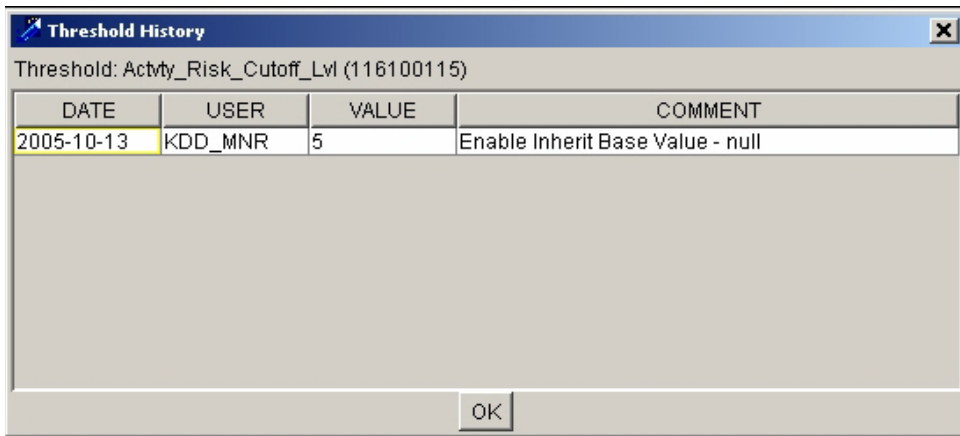 Threshold History
Threshold: Actvty_Risk_Cutoff_Lvl (116100115)
DATE USER VALUE COMMENT
2005-10-13 KDD_MNR 5 Enable Inherit Base Value - null
OK